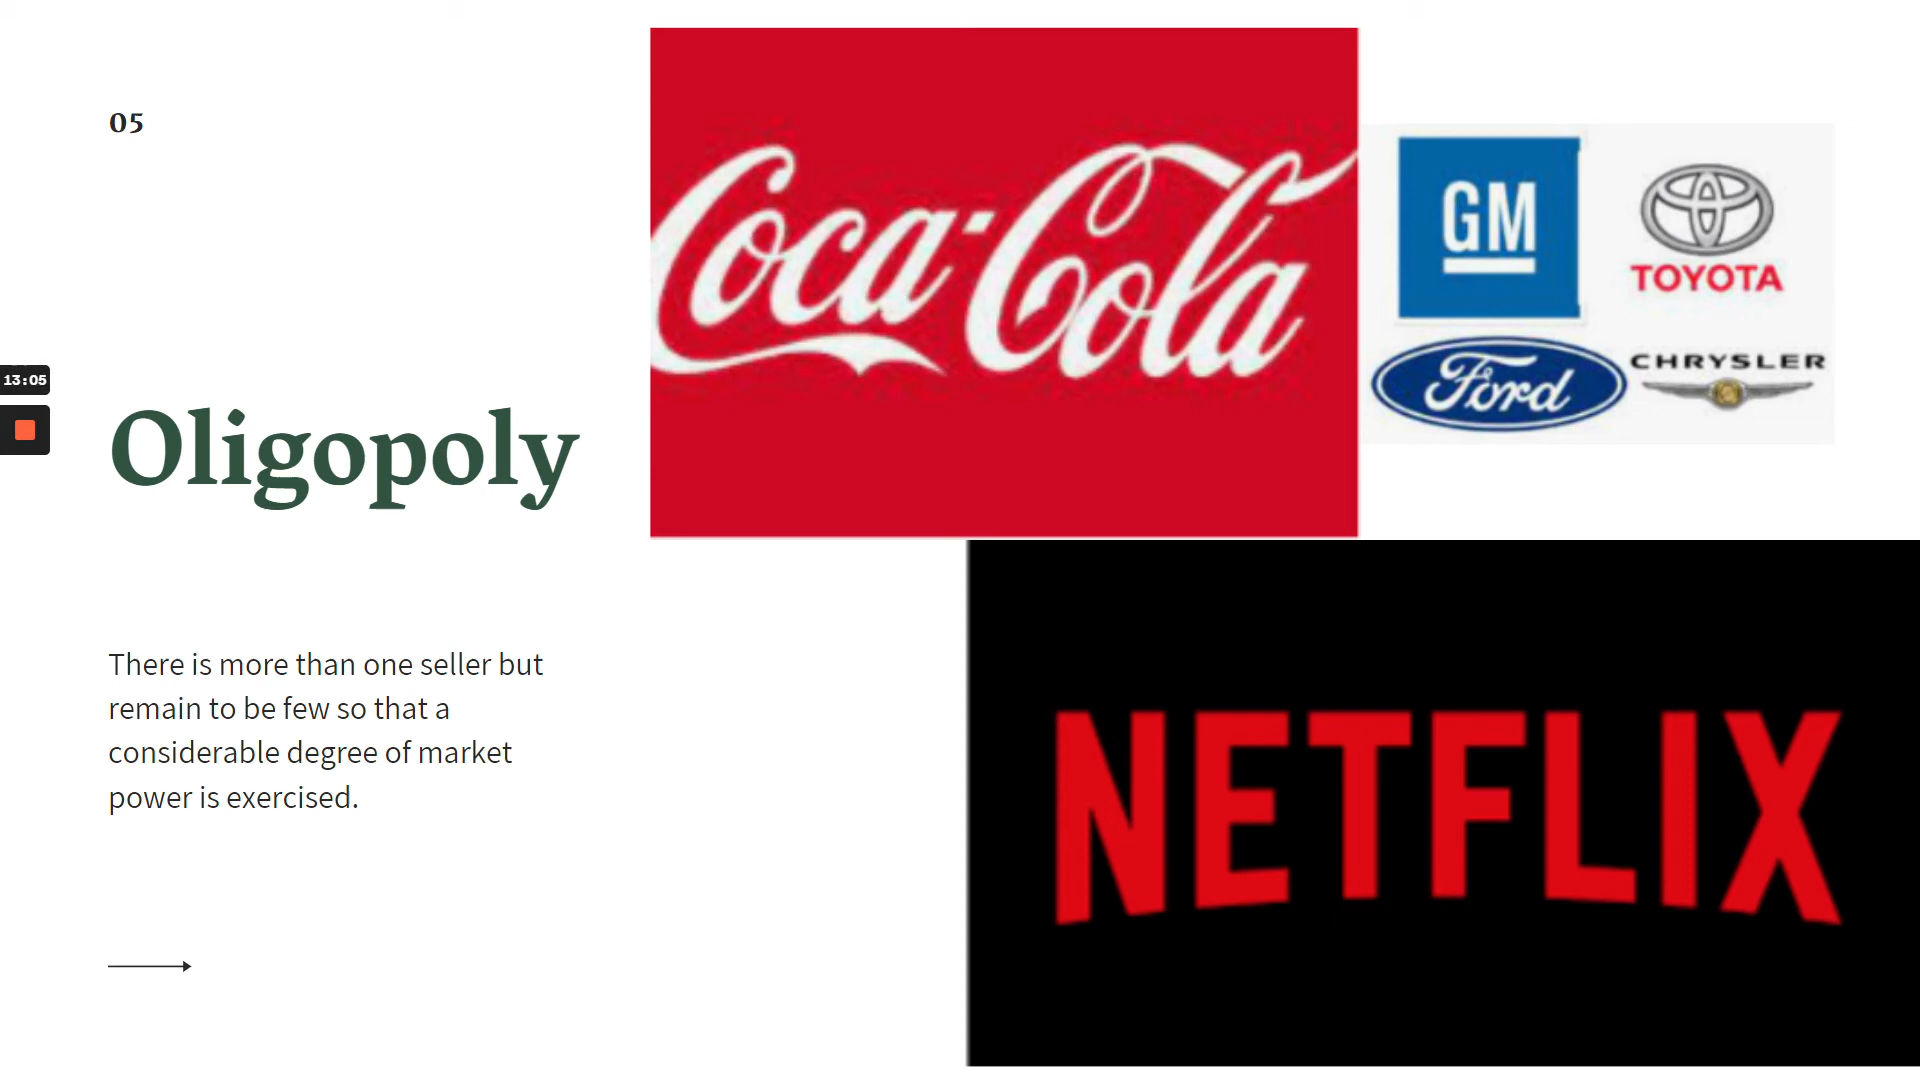 05
Coca-Cola
GM
TOYOTA
Ford
CHRYSLER
13:05
Oligopoly
There is more than one seller but
remain to be few so that a
considerable degree of market
power is exercised.
NETFLIX